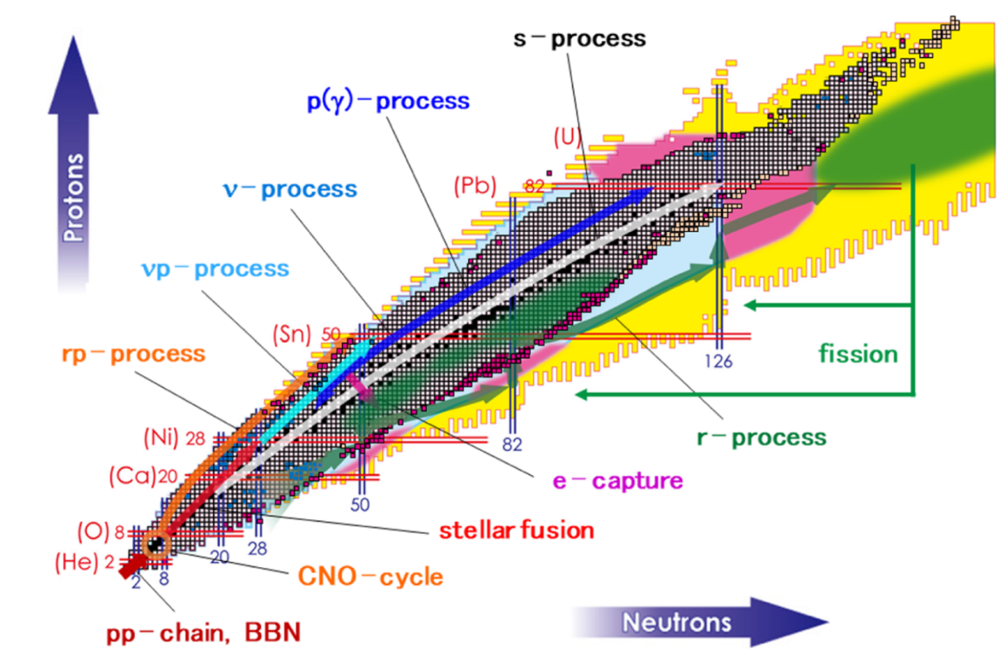 s-process
p(γ)-process
(U)
Protons
ν-process
(Pb) 82
νp-process
(Sn) 50
rp-process
126
fission
(Ni) 28
82
r-process
(Ca)20
e-capture
50
(O) 8
stellar fusion
28
20
(He) 2
2
8
CNO-cycle
pp-chain, BBN
Neutrons